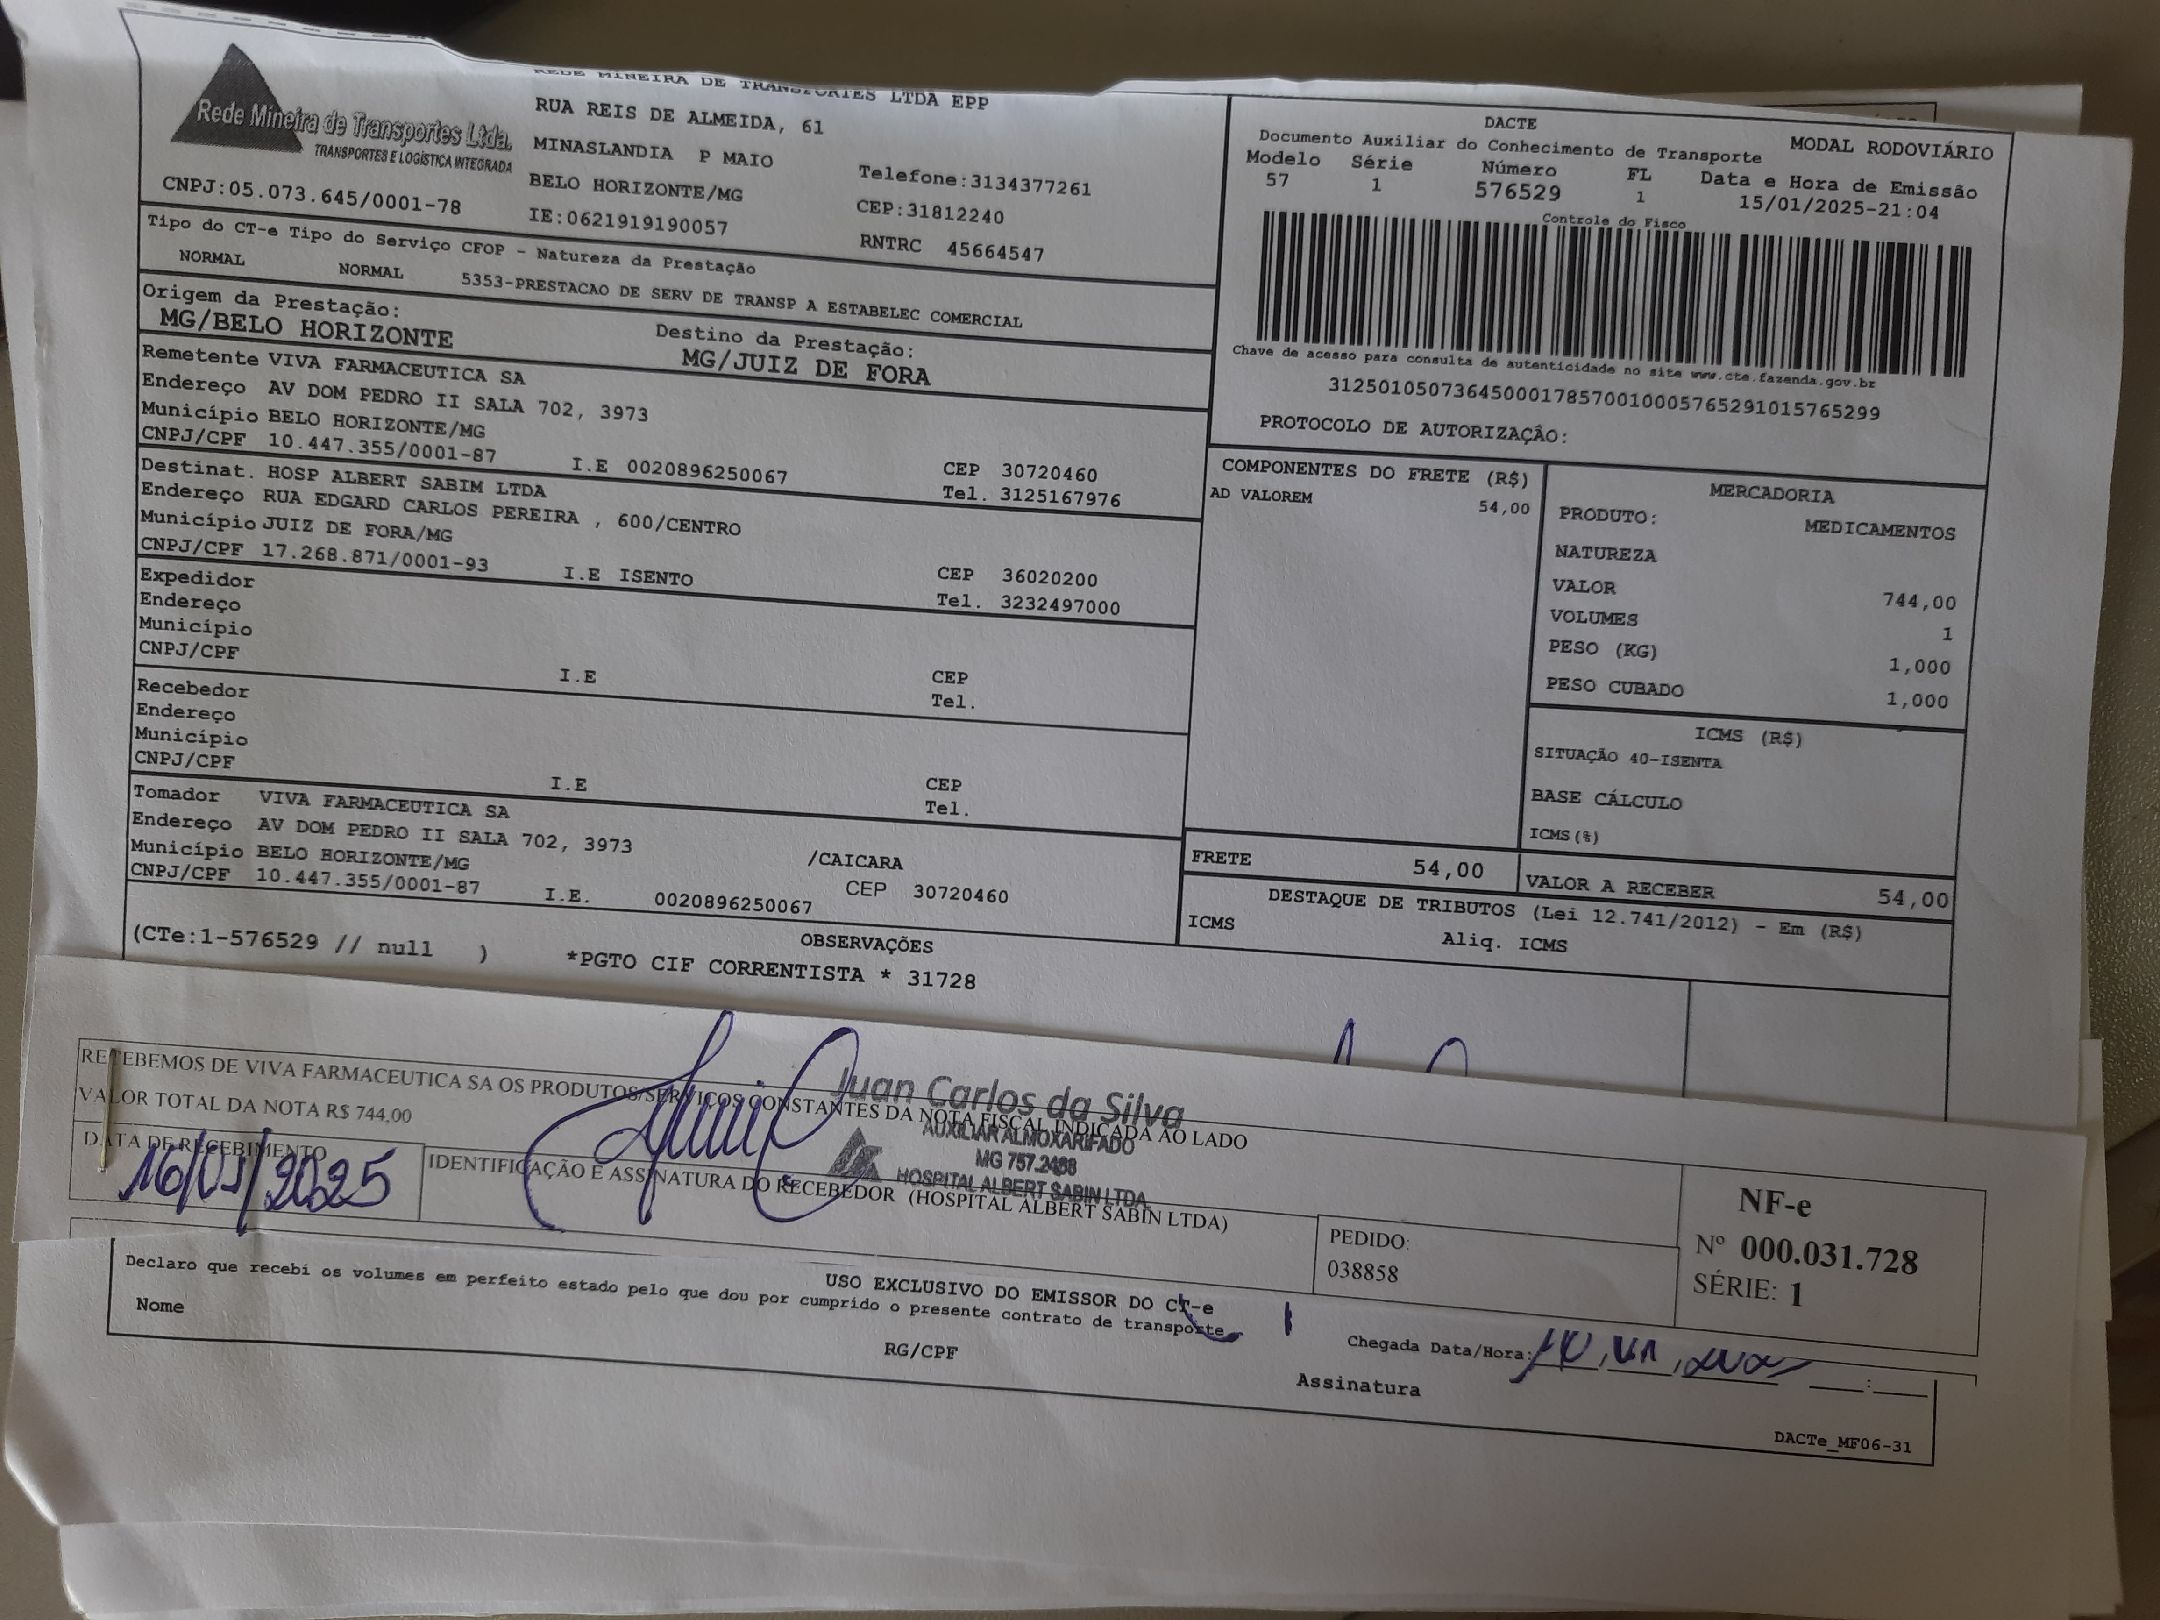 Rede Mineira de Transportes Ltda.
TRANSPORTES E LOGÍSTICA INTEGRADA
CNPJ:05.073.645/0001-78
REDE MINEIRA DE TRANSPORTES LTDA EPP
RUA REIS DE ALMEIDA, 61
MINASLANDIA P MAIO
BELO HORIZONTE/MG
IE:0621919190057
Telefone:3134377261
CEP:31812240
RNTRC 45664547
DACTE
Documento Auxiliar do Conhecimento de Transporte
MODAL RODOVIÁRIO
Modelo Série Número FL Data e Hora de Emissão
57 1 576529 1 15/01/2025-21:04
Controle do Fisco
Chave de acesso para consulta de autenticidade no site www.cte.fazenda.gov.br
31250105073645000178570010005765291015765299
PROTOCOLO DE AUTORIZAÇÃO:
Tipo do CT-e Tipo do Serviço CFOP - Natureza da Prestação
NORMAL NORMAL 5353-PRESTACAO DE SERV DE TRANSP A ESTABELEC COMERCIAL
Origem da Prestação:
MG/BELO HORIZONTE
Destino da Prestação:
MG/JUIZ DE FORA
Remetente VIVA FARMACEUTICA SA
Endereço AV DOM PEDRO II SALA 702, 3973
Município BELO HORIZONTE/MG CEP 30720460
CNPJ/CPF 10.447.355/0001-87 I.E 0020896250067 Tel. 3125167976
Destinat. HOSP ALBERT SABIM LTDA
Endereço RUA EDGARD CARLOS PEREIRA , 600/CENTRO
Município JUIZ DE FORA/MG CEP 36020200
CNPJ/CPF 17.268.871/0001-93 I.E ISENTO Tel. 3232497000
Expedidor
Endereço
Município CEP
CNPJ/CPF I.E Tel.
Recebedor
Endereço
Município CEP
CNPJ/CPF I.E Tel.
Tomador VIVA FARMACEUTICA SA
Endereço AV DOM PEDRO II SALA 702, 3973 /CAICARA
Município BELO HORIZONTE/MG CEP 30720460
CNPJ/CPF 10.447.355/0001-87 I.E. 0020896250067
COMPONENTES DO FRETE (R$)
AD VALOREM 54,00
MERCADORIA
PRODUTO: MEDICAMENTOS
NATUREZA
VALOR 744,00
VOLUMES 1
PESO (KG) 1,000
PESO CUBADO 1,000
ICMS (R$)
SITUAÇÃO 40-ISENTA
BASE CÁLCULO
ICMS(%)
FRETE 54,00 VALOR A RECEBER 54,00
DESTAQUE DE TRIBUTOS (Lei 12.741/2012) - Em (R$)
ICMS Aliq. ICMS
OBSERVAÇÕES
(CTe:1-576529 // null ) *PGTO CIF CORRENTISTA * 31728
RECEBEMOS DE VIVA FARMACEUTICA SA OS PRODUTOS/SERVIÇOS CONSTANTES DA NOTA FISCAL INDICADA AO LADO
VALOR TOTAL DA NOTA R$ 744,00
Juan Carlos da Silva
AUXILIAR ALMOXARIFADO
MG 757.2468
HOSPITAL ALBERT SABIN LTDA
DATA DE RECEBIMENTO
16/01/2025
IDENTIFICAÇÃO E ASSINATURA DO RECEBEDOR (HOSPITAL ALBERT SABIN LTDA)
PEDIDO:
038858
NF-e
Nº 000.031.728
SÉRIE: 1
USO EXCLUSIVO DO EMISSOR DO CT-e
Declaro que recebi os volumes em perfeito estado pelo que dou por cumprido o presente contrato de transporte
Nome
RG/CPF
Chegada Data/Hora:
Assinatura
DACTe_MF06-31